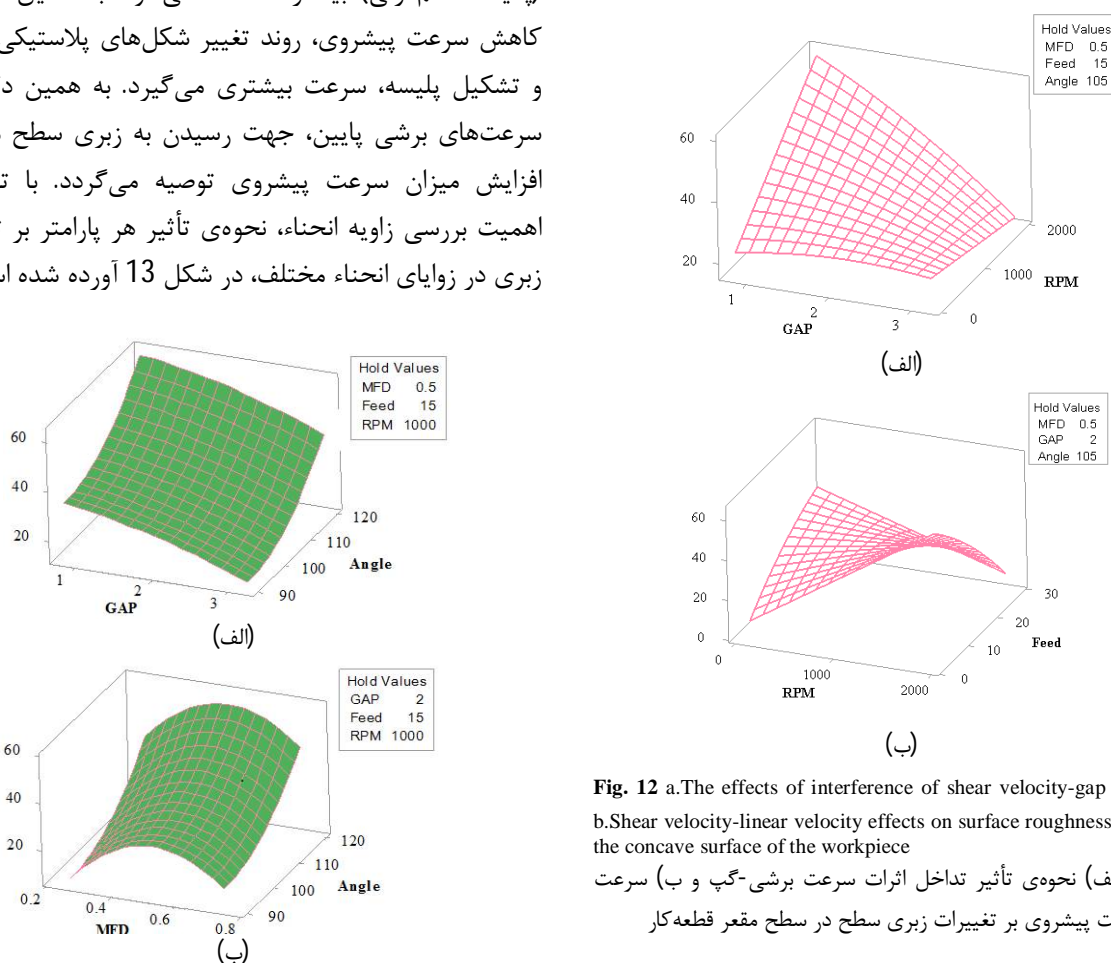 کاهش سرعت پیشروی، روند تغییر شکل‌های پلاستیکی
و تشکیل پلیسه، سرعت بیشتری می‌گیرد. به همین
سرعت‌های برشی پایین، جهت رسیدن به زبری سطح
افزایش میزان سرعت پیشروی توصیه می‌گردد. با
اهمیت بررسی زاویه انحناء، نحوه‌ی تأثیر هر پارامتر بر
زبری در زوایای انحناء مختلف، در شکل 13 آورده شده
Hold Values
MFD 0.5
Feed 15
RPM 1000
60
40
20
1
2
3
GAP
90
100
110
120
Angle
(الف)
Hold Values
GAP 2
Feed 15
RPM 1000
60
40
20
0.2
0.4
0.6
0.8
MFD
90
100
110
120
Angle
(ب)
Hold Values
MFD 0.5
Feed 15
Angle 105
60
40
20
1
2
3
GAP
0
1000
2000
RPM
(الف)
Hold Values
MFD 0.5
GAP 2
Angle 105
60
40
20
0
0
1000
2000
RPM
0
10
20
30
Feed
(ب)
Fig. 12 a.The effects of interference of shear velocity-gap
b.Shear velocity-linear velocity effects on surface roughness
the concave surface of the workpiece
نحوه‌ی تأثیر تداخل اثرات سرعت برشی-گپ و ب) سرعت
پیشروی بر تغییرات زبری سطح در سطح مقعر قطعه‌کار